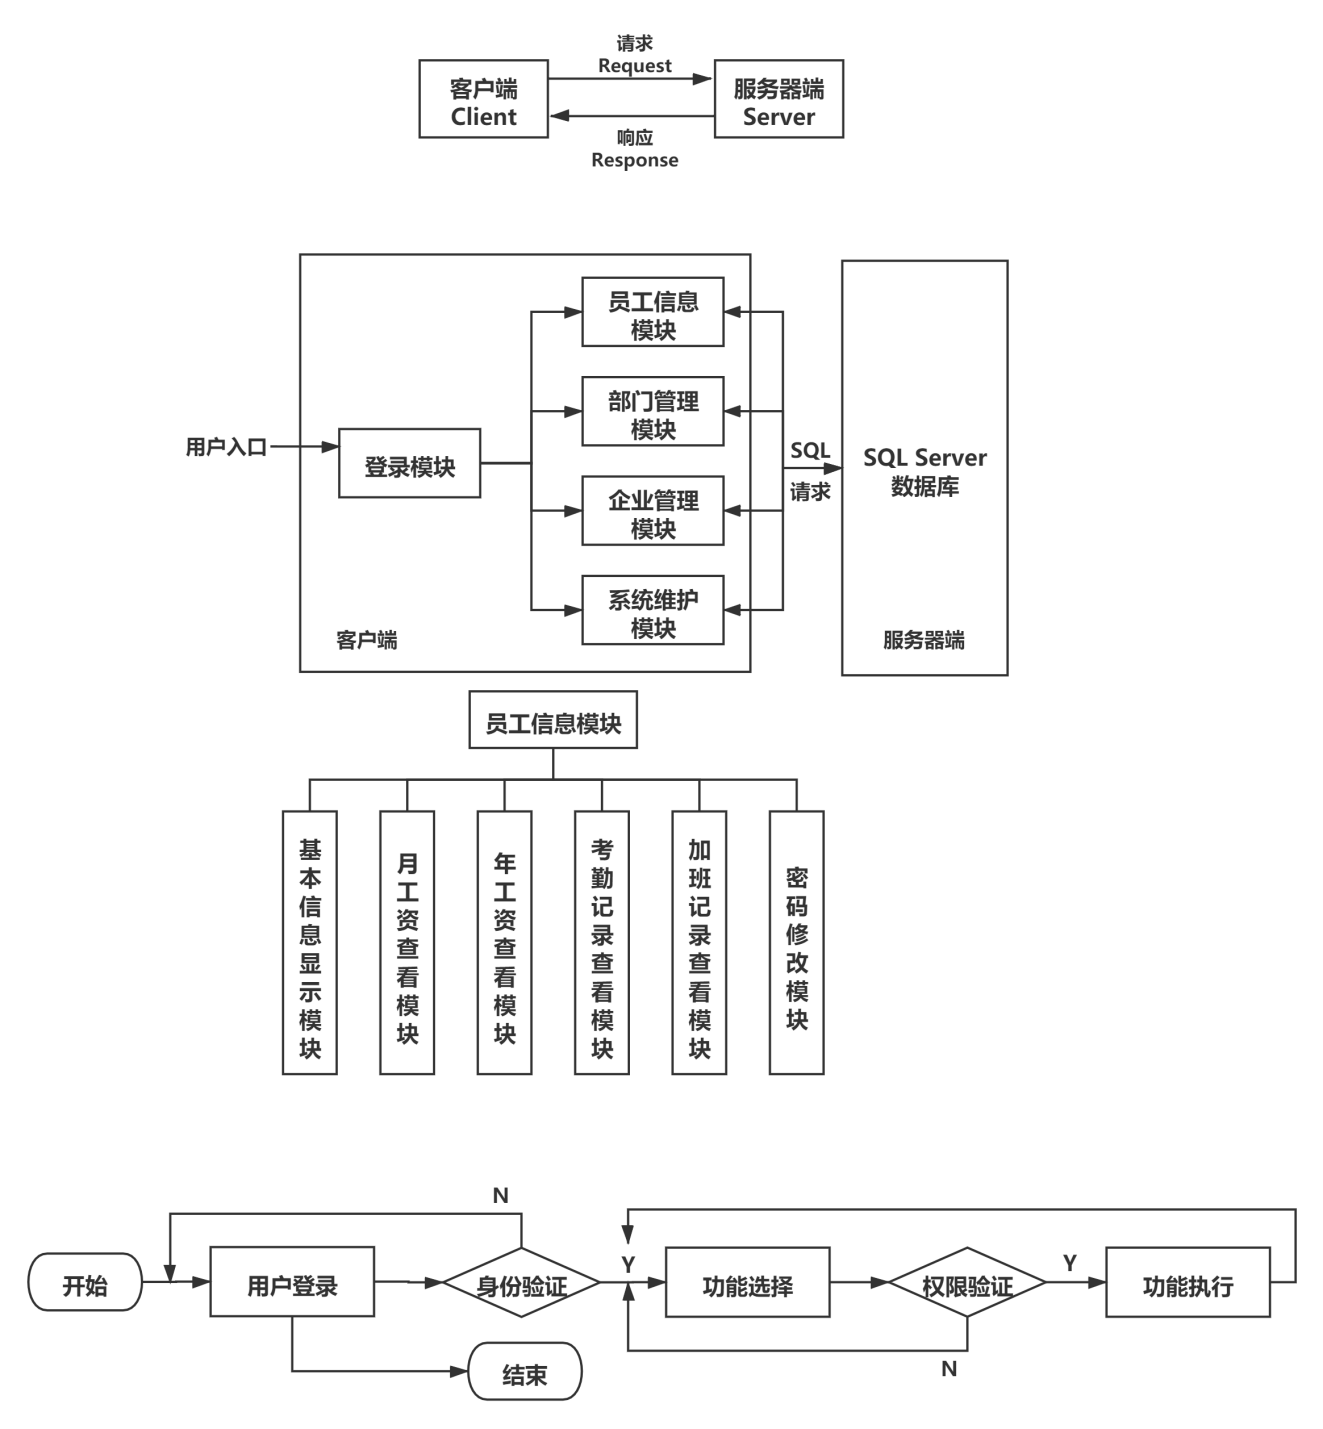 请求
Request
客户端
Client
服务器端
Server
响应
Response
用户入口
登录模块
员工信息
模块
部门管理
模块
企业管理
模块
系统维护
模块
客户端
SQL
请求
SQL Server
数据库
服务器端
员工信息模块
基本信息显示模块
月工资查看模块
年工资查看模块
考勤记录查看模块
加班记录查看模块
密码修改模块
N
开始
用户登录
身份验证
Y
功能选择
权限验证
Y
功能执行
N
结束